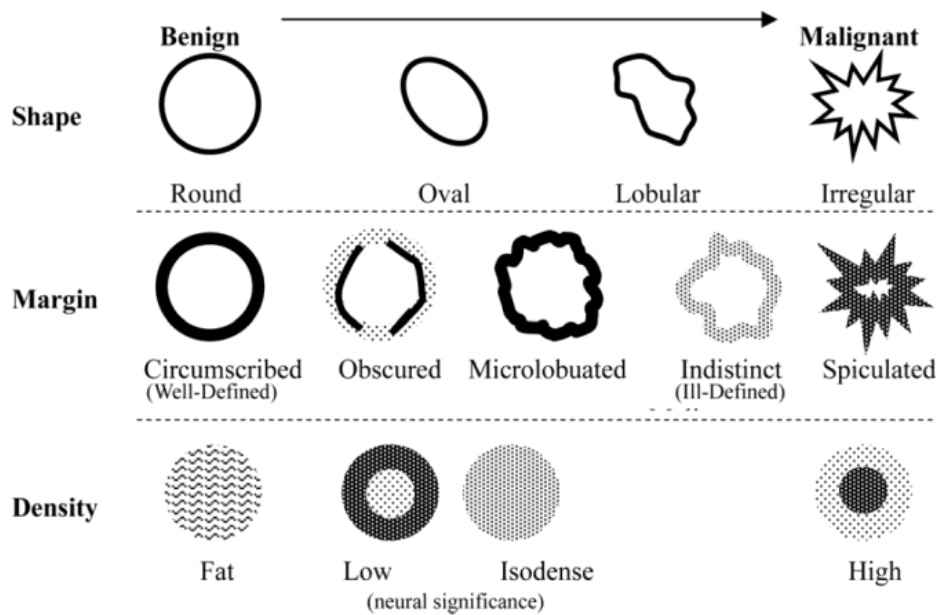 Benign Malignant
Shape
Round Oval Lobular Irregular
Margin
Circumscribed Obscured Microlobuated Indistinct Spiculated
(Well-Defined) (Ill-Defined)
Density
Fat Low Isodense High
(neural significance)